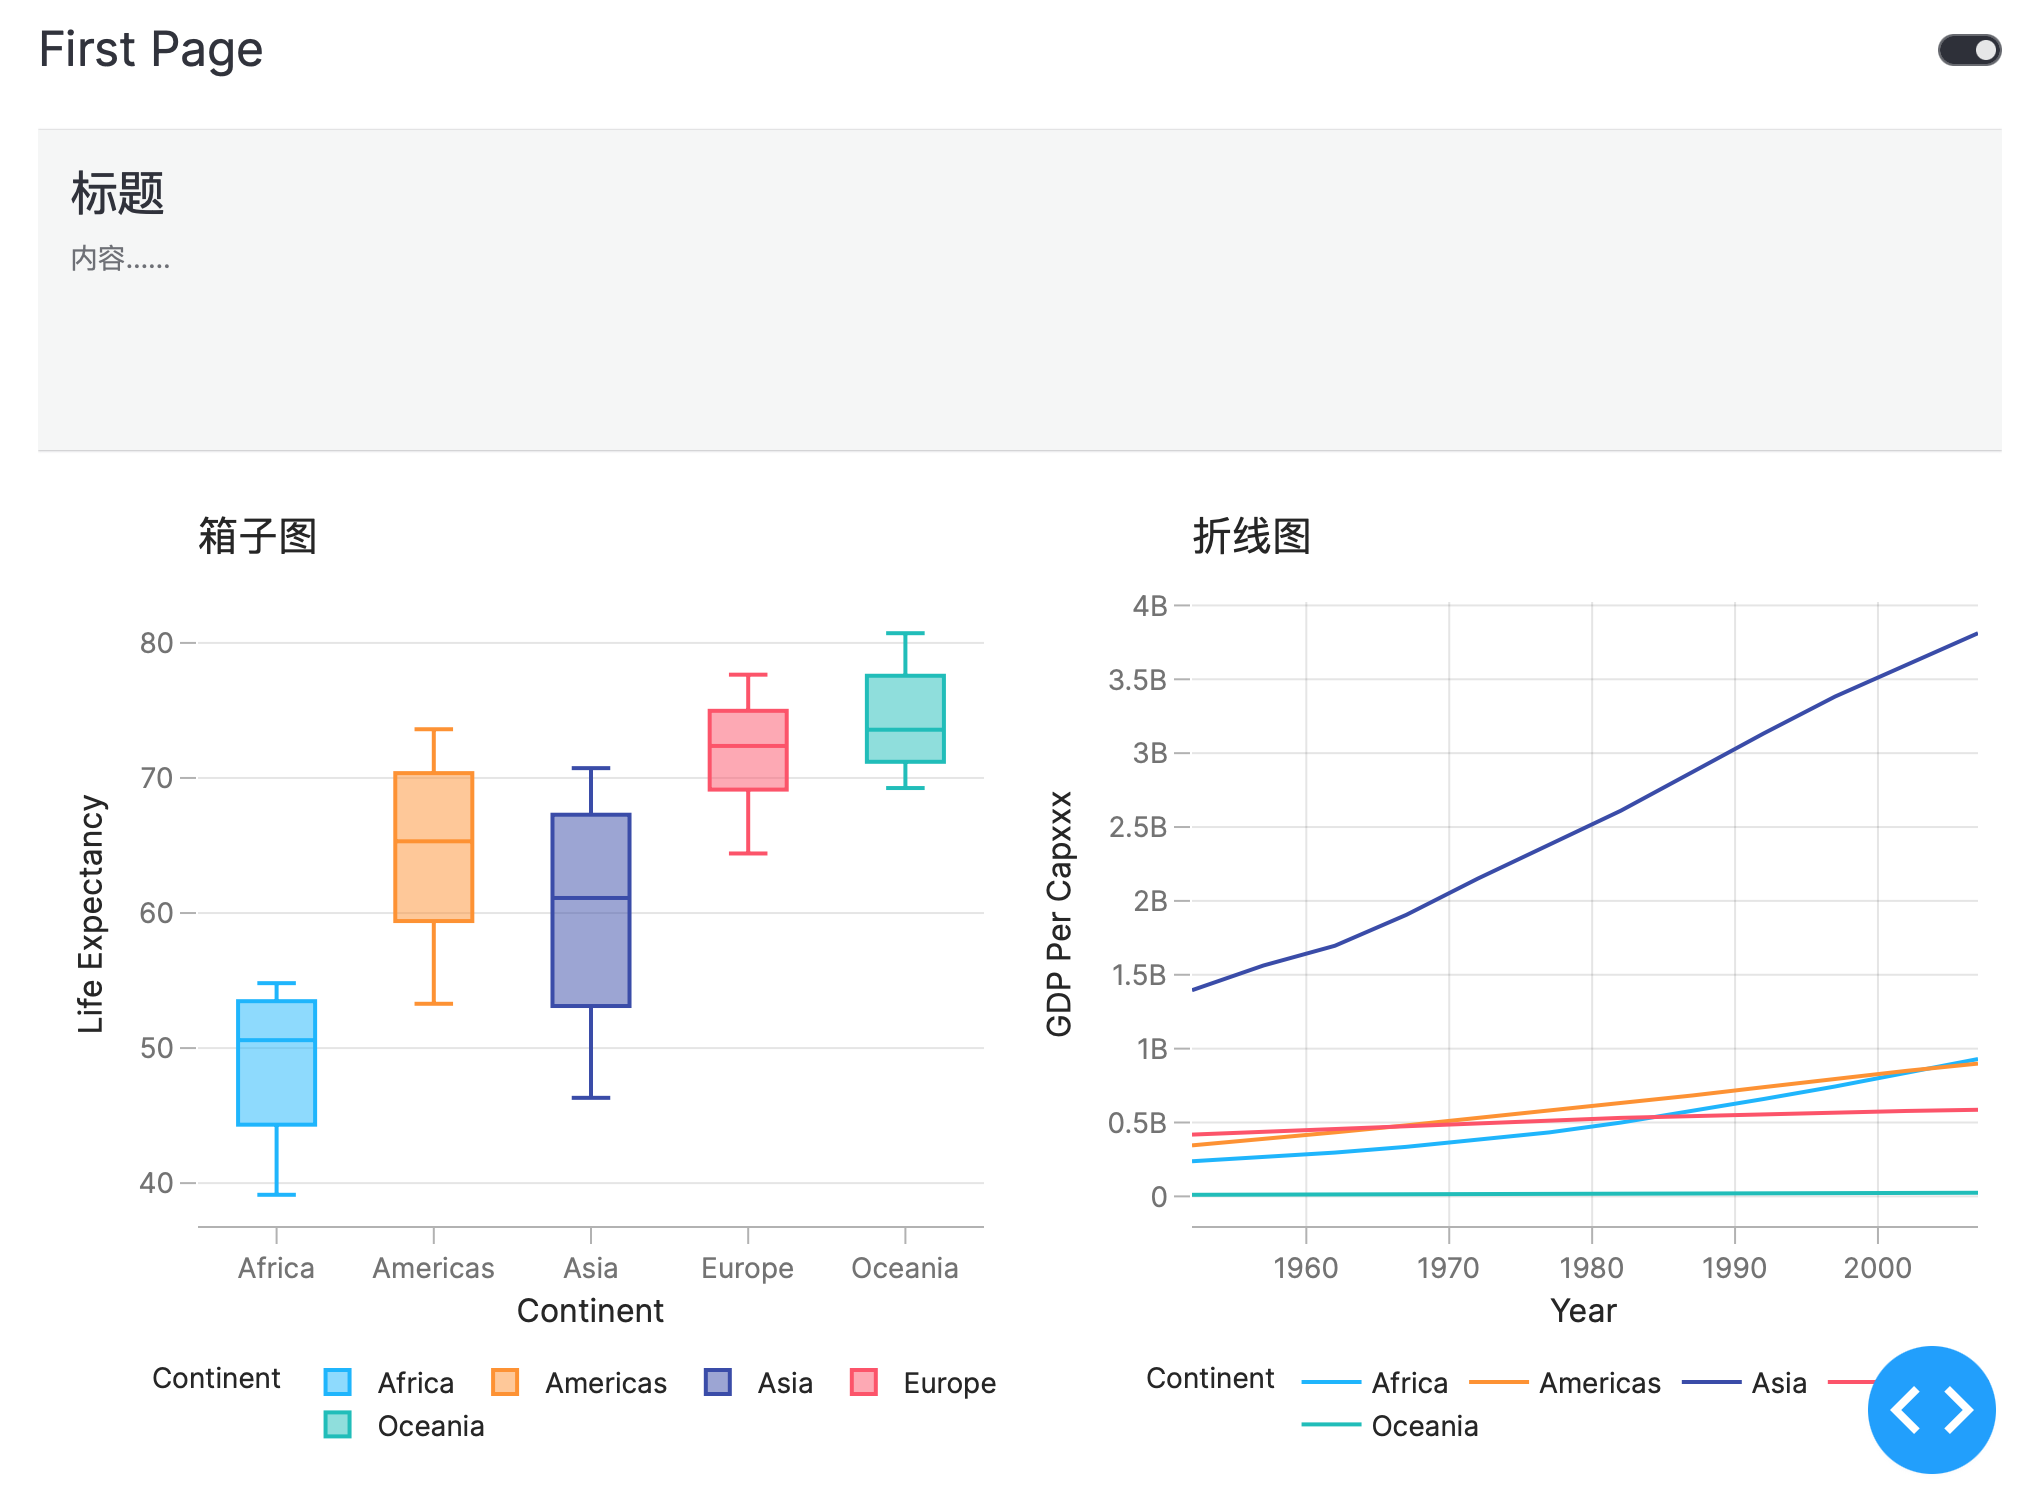 First Page
标题
内容......
箱子图
80
70
60
50
40
Life Expectancy
Africa Americas Asia Europe Oceania
Continent
Continent Africa Americas Asia Europe
Oceania
折线图
4B
3.5B
3B
2.5B
2B
1.5B
1B
0.5B
0
GDP Per Capxxx
1960 1970 1980 1990 2000
Year
Continent Africa Americas Asia
Oceania